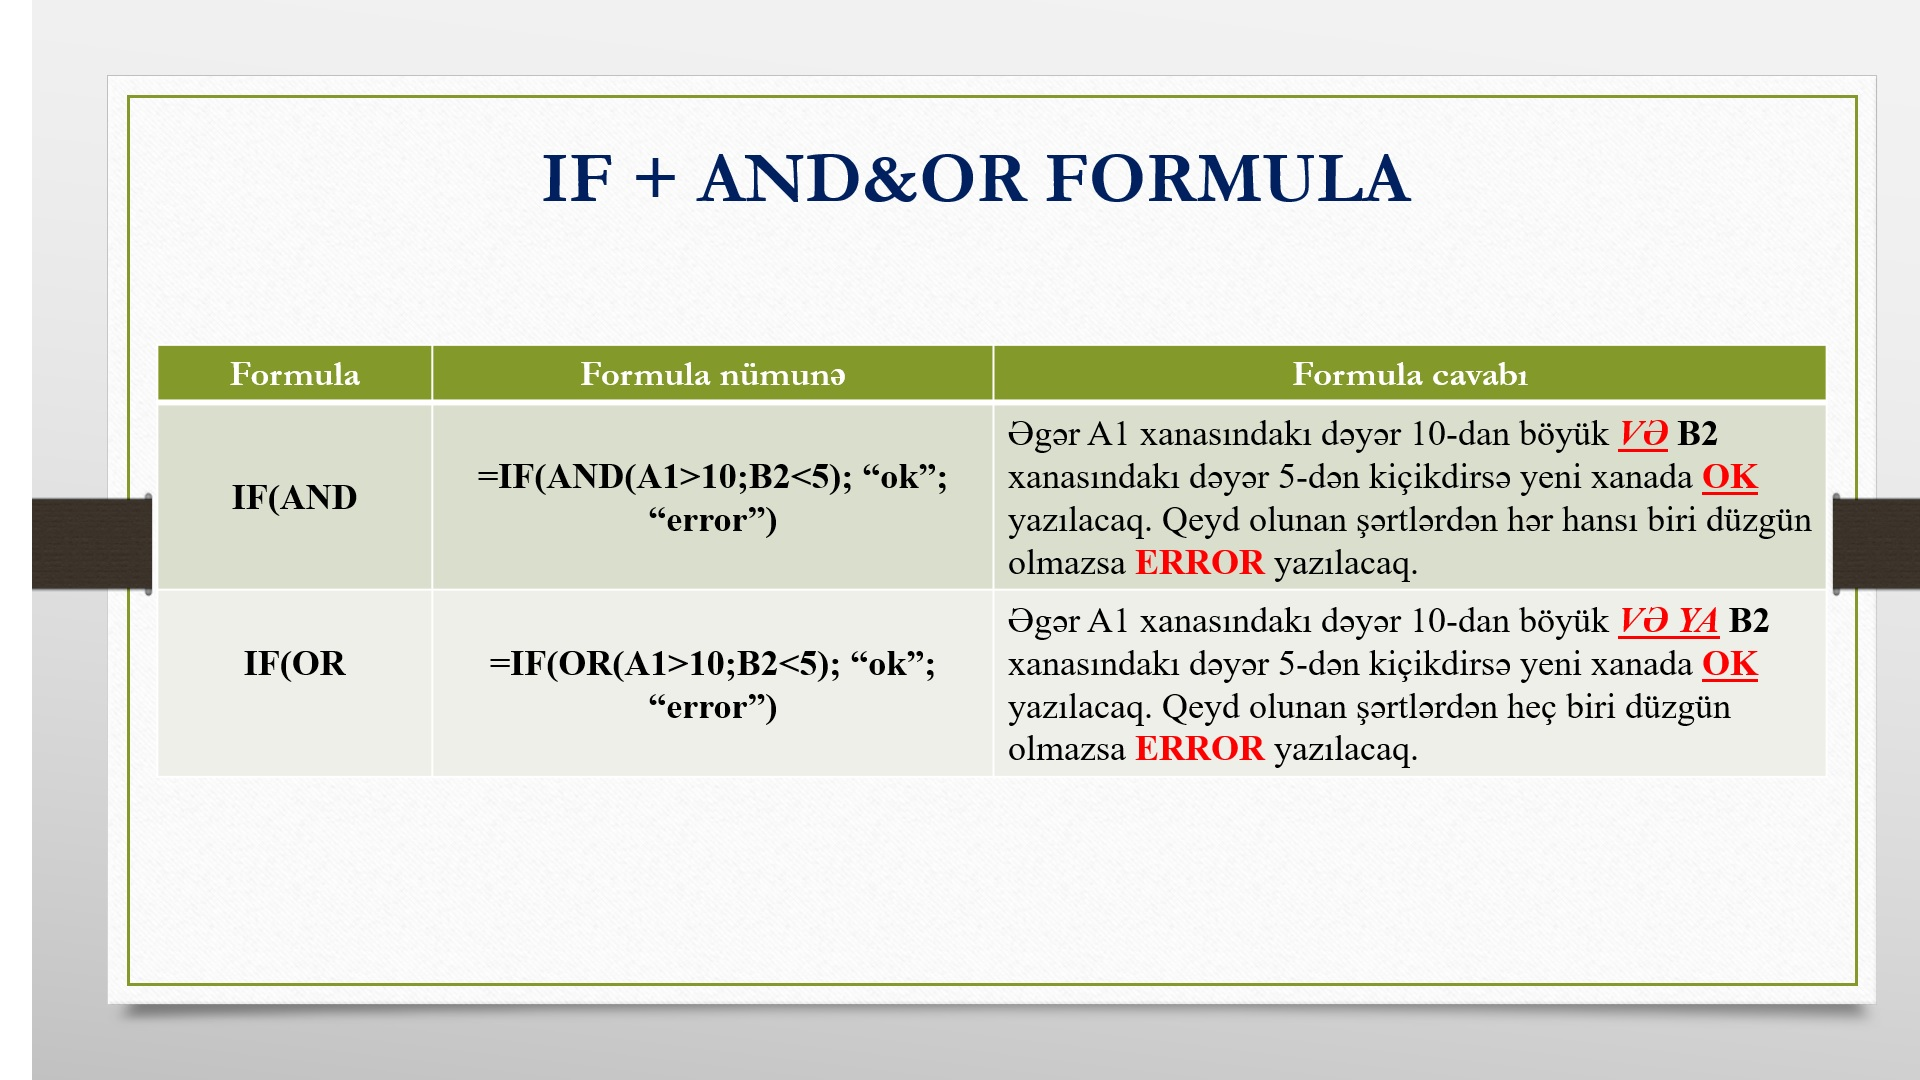 IF + AND&OR FORMULA
Formula
Formula nümunə
Formula cavabı
IF(AND
=IF(AND(A1>10;B2<5); “ok”;
“error”)
Əgər A1 xanasındakı dəyər 10-dan böyük VƏ B2
xanasındakı dəyər 5-dən kiçikdirsə yeni xanada OK
yazılacaq. Qeyd olunan şərtlərdən hər hansı biri düzgün
olmazsa ERROR yazılacaq.
IF(OR
=IF(OR(A1>10;B2<5); “ok”;
“error”)
Əgər A1 xanasındakı dəyər 10-dan böyük VƏ YA B2
xanasındakı dəyər 5-dən kiçikdirsə yeni xanada OK
yazılacaq. Qeyd olunan şərtlərdən heç biri düzgün
olmazsa ERROR yazılacaq.